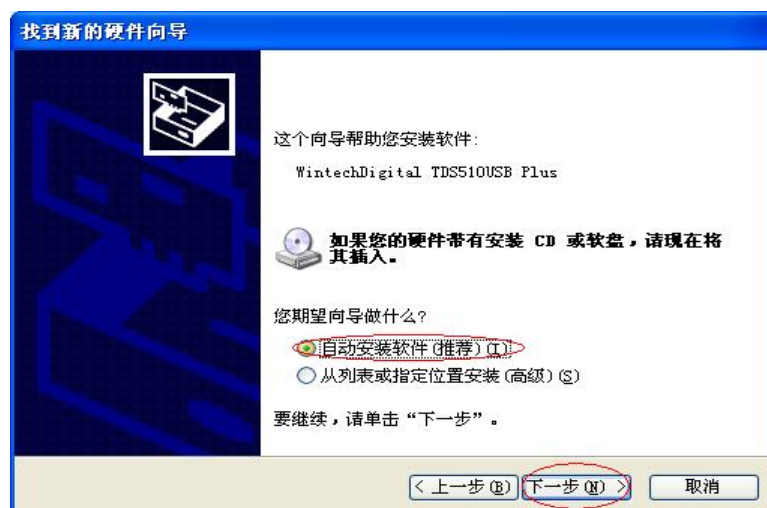 找到新的硬件向导
这个向导帮助您安装软件:
WintechDigital TDS510USB Plus
如果您的硬件带有安装 CD 或软盘，请现在将
其插入。
您期望向导做什么?
自动安装软件(推荐)(I)
从列表或指定位置安装(高级)(S)
要继续，请单击“下一步”。
< 上一步(B) 下一步(N) > 取消